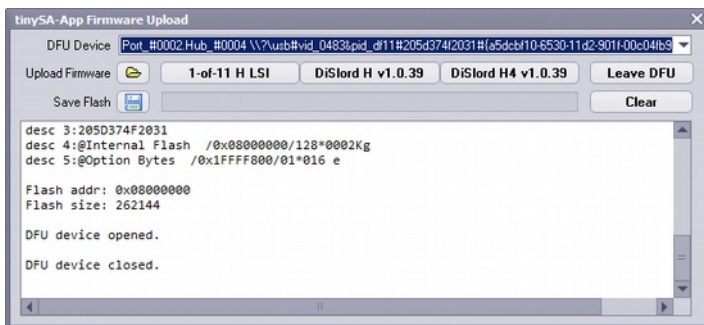 tinySA-App Firmware Upload
DFU Device Port_#0002.Hub_#0004 \\?\usb#vid_0483&pid_df11#205d374f2031#{a5dcbf10-6530-11d2-901f-00c04fb9
Upload Firmware 1-of-11 H LSI DiSlord H v1.0.39 DiSlord H4 v1.0.39 Leave DFU
Save Flash Clear
desc 3:205D374F2031
desc 4:@Internal Flash /0x08000000/128*0002Kg
desc 5:@Option Bytes /0x1FFFF800/01*016 e
Flash addr: 0x08000000
Flash size: 262144
DFU device opened.
DFU device closed.